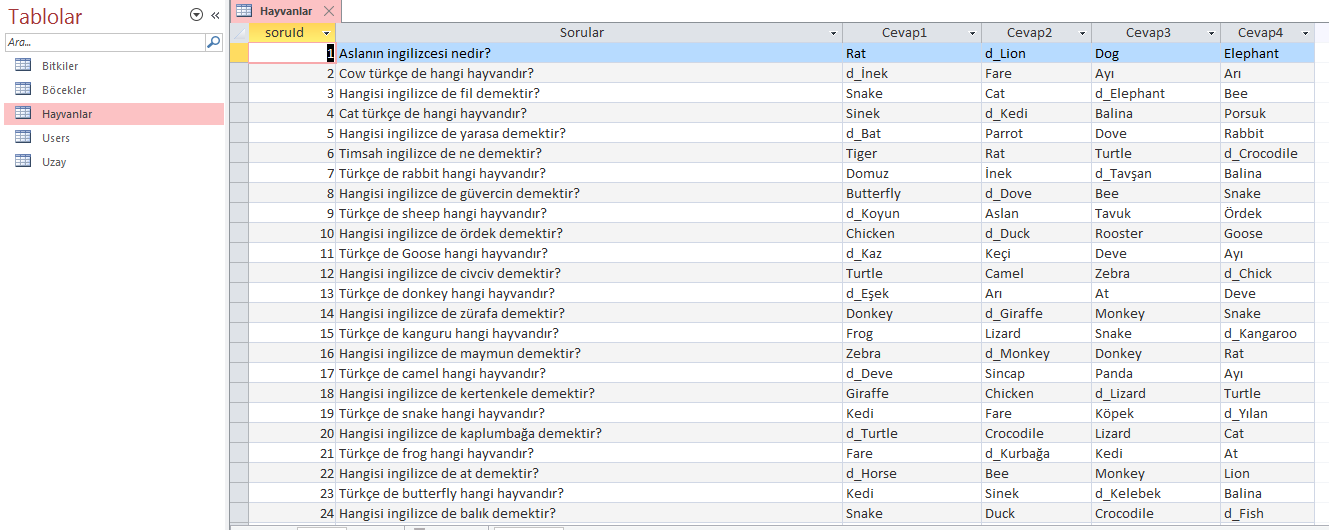 Tablolar
Ara...
Bitkiler
Böcekler
Hayvanlar
Users
Uzay
Hayvanlar
soruId Sorular Cevap1 Cevap2 Cevap3 Cevap4
1 Aslanın ingilizcesi nedir? Rat d_Lion Dog Elephant
2 Cow türkçe de hangi hayvandır? d_İnek Fare Ayı Arı
3 Hangisi ingilizce de fil demektir? Snake Cat d_Elephant Bee
4 Cat türkçe de hangi hayvandır? Sinek d_Kedi Balina Porsuk
5 Hangisi ingilizce de yarasa demektir? d_Bat Parrot Dove Rabbit
6 Timsah ingilizce de ne demektir? Tiger Rat Turtle d_Crocodile
7 Türkçe de rabbit hangi hayvandır? Domuz İnek d_Tavşan Balina
8 Hangisi ingilizce de güvercin demektir? Butterfly d_Dove Bee Snake
9 Türkçe de sheep hangi hayvandır? d_Koyun Aslan Tavuk Ördek
10 Hangisi ingilizce de ördek demektir? Chicken d_Duck Rooster Goose
11 Türkçe de Goose hangi hayvandır? d_Kaz Keçi Deve Ayı
12 Hangisi ingilizce de civciv demektir? Turtle Camel Zebra d_Chick
13 Türkçe de donkey hangi hayvandır? d_Eşek Arı At Deve
14 Hangisi ingilizce de zürafa demektir? Donkey d_Giraffe Monkey Snake
15 Türkçe de kanguru hangi hayvandır? Frog Lizard Snake d_Kangaroo
16 Hangisi ingilizce de maymun demektir? Zebra d_Monkey Donkey Rat
17 Türkçe de camel hangi hayvandır? d_Deve Sincap Panda Ayı
18 Hangisi ingilizce de kertenkele demektir? Giraffe Chicken d_Lizard Turtle
19 Türkçe de snake hangi hayvandır? Kedi Fare Köpek d_Yılan
20 Hangisi ingilizce de kaplumbağa demektir? d_Turtle Crocodile Lizard Cat
21 Türkçe de frog hangi hayvandır? Fare d_Kurbağa Kedi At
22 Hangisi ingilizce de at demektir? d_Horse Bee Monkey Lion
23 Türkçe de butterfly hangi hayvandır? Kedi Sinek d_Kelebek Balina
24 Hangisi ingilizce de balık demektir? Snake Duck Crocodile d_Fish